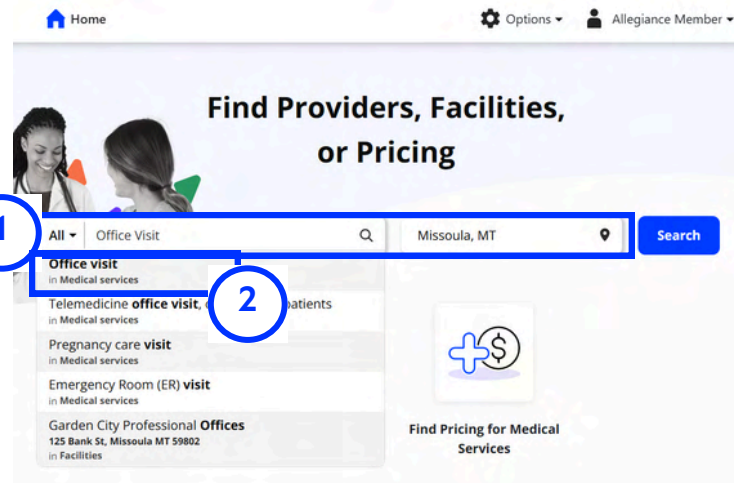 Home
Options
Allegiance Member
Find Providers, Facilities,
or Pricing
1
All
Office Visit
Missoula, MT
Search
Office visit
in Medical services
2
Telemedicine office visit, patients
in Medical services
Pregnancy care visit
in Medical services
Emergency Room (ER) visit
in Medical services
Garden City Professional Offices
125 Bank St, Missoula MT 59802
in Facilities
$
Find Pricing for Medical
Services